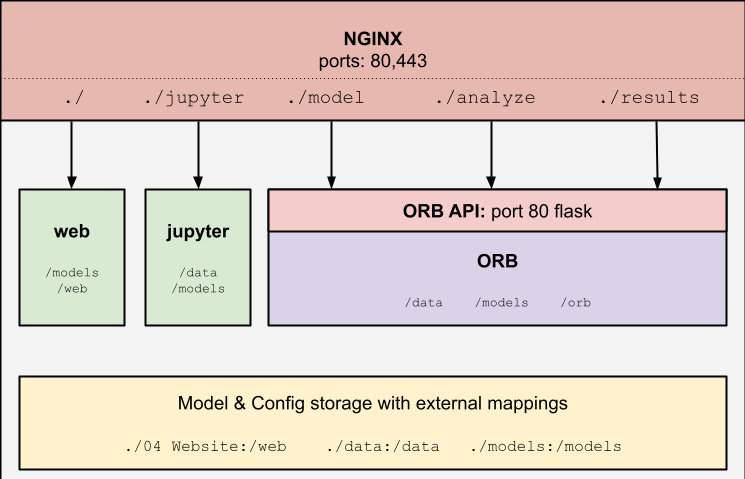 NGINX
ports: 80,443
./ ./jupyter ./model ./analyze ./results
web
/models
/web
jupyter
/data
/models
ORB API: port 80 flask
ORB
/data /models /orb
Model & Config storage with external mappings
./04 Website:/web ./data:/data ./models:/models